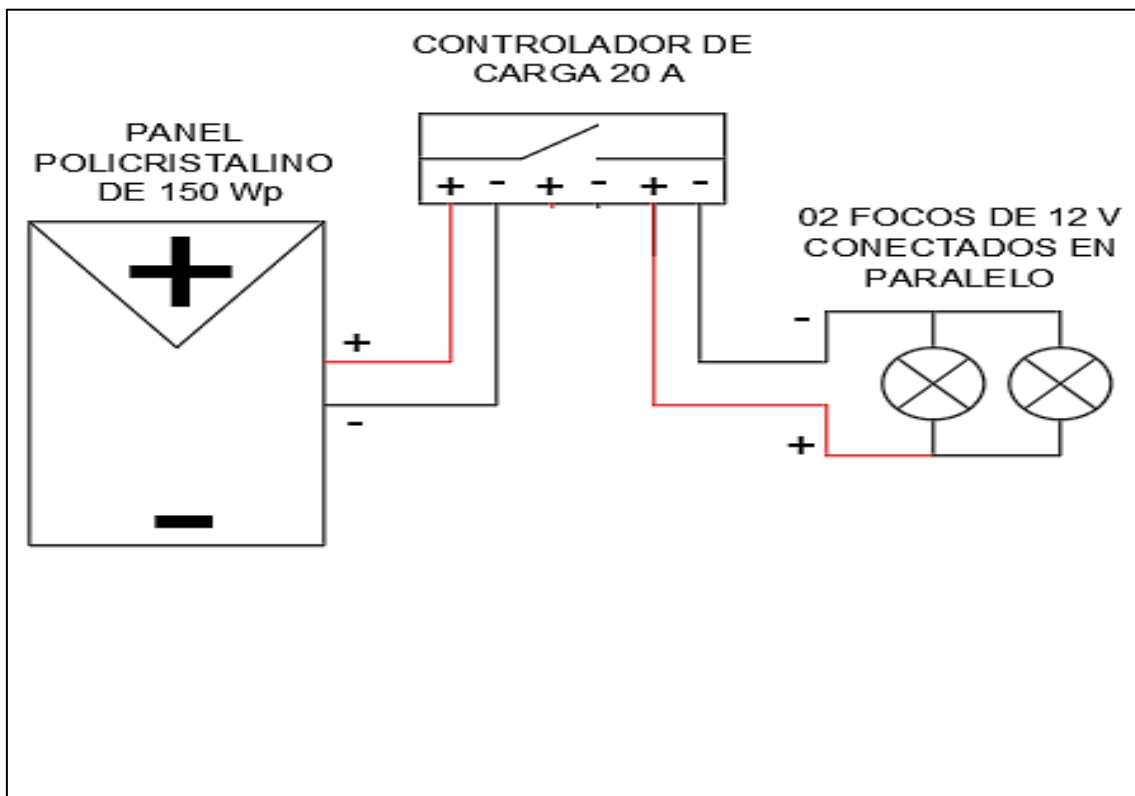 CONTROLADOR DE
CARGA 20 A
PANEL
POLICRISTALINO
DE 150 Wp
+ - + - + -
02 FOCOS DE 12 V
CONECTADOS EN
PARALELO
+
-
+
-
-
+